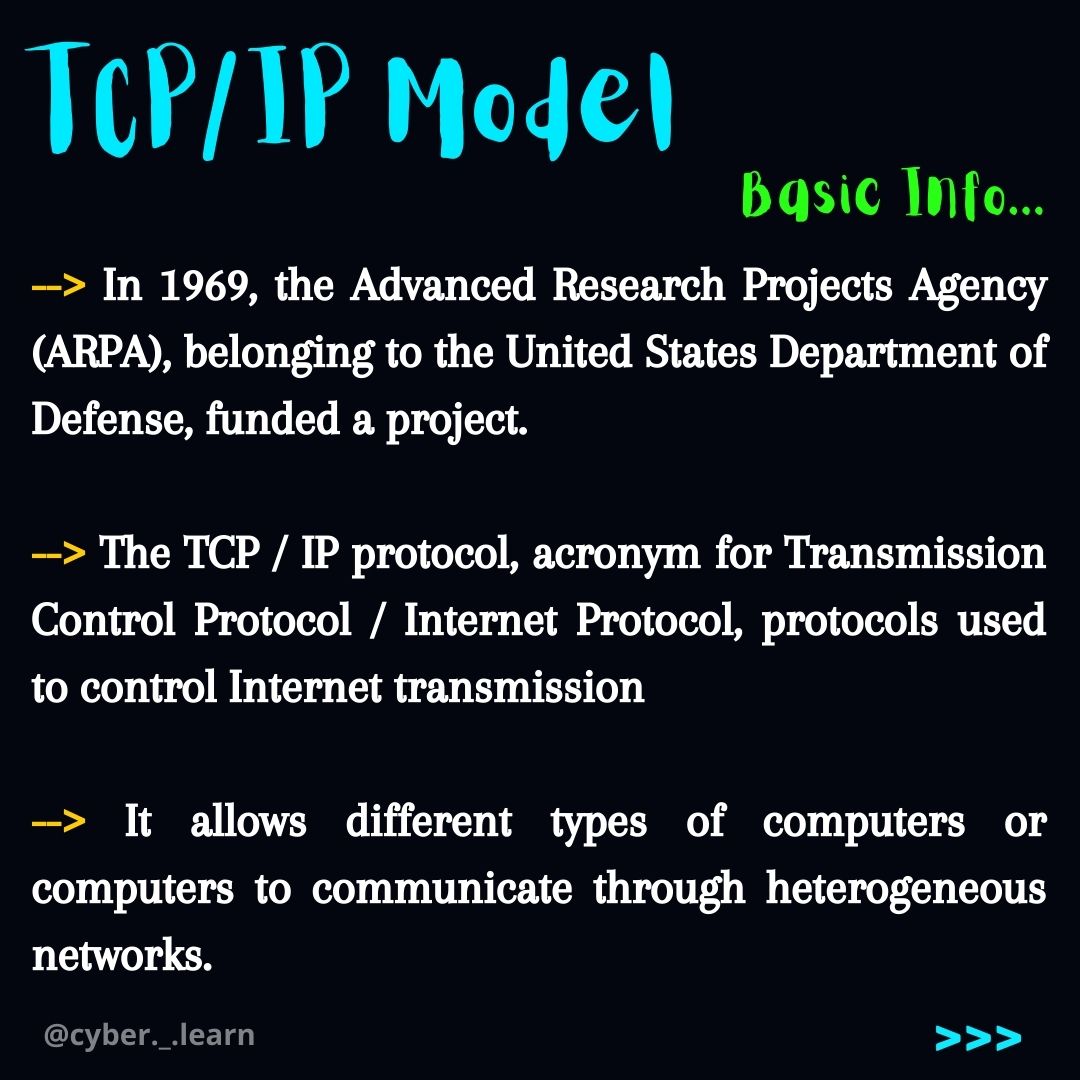 TCP/IP Model
Basic Info...
--> In 1969, the Advanced Research Projects Agency
(ARPA), belonging to the United States Department of
Defense, funded a project.
--> The TCP / IP protocol, acronym for Transmission
Control Protocol / Internet Protocol, protocols used
to control Internet transmission
--> It allows different types of computers or
computers to communicate through heterogeneous
networks.
@cyber._.learn
>>>